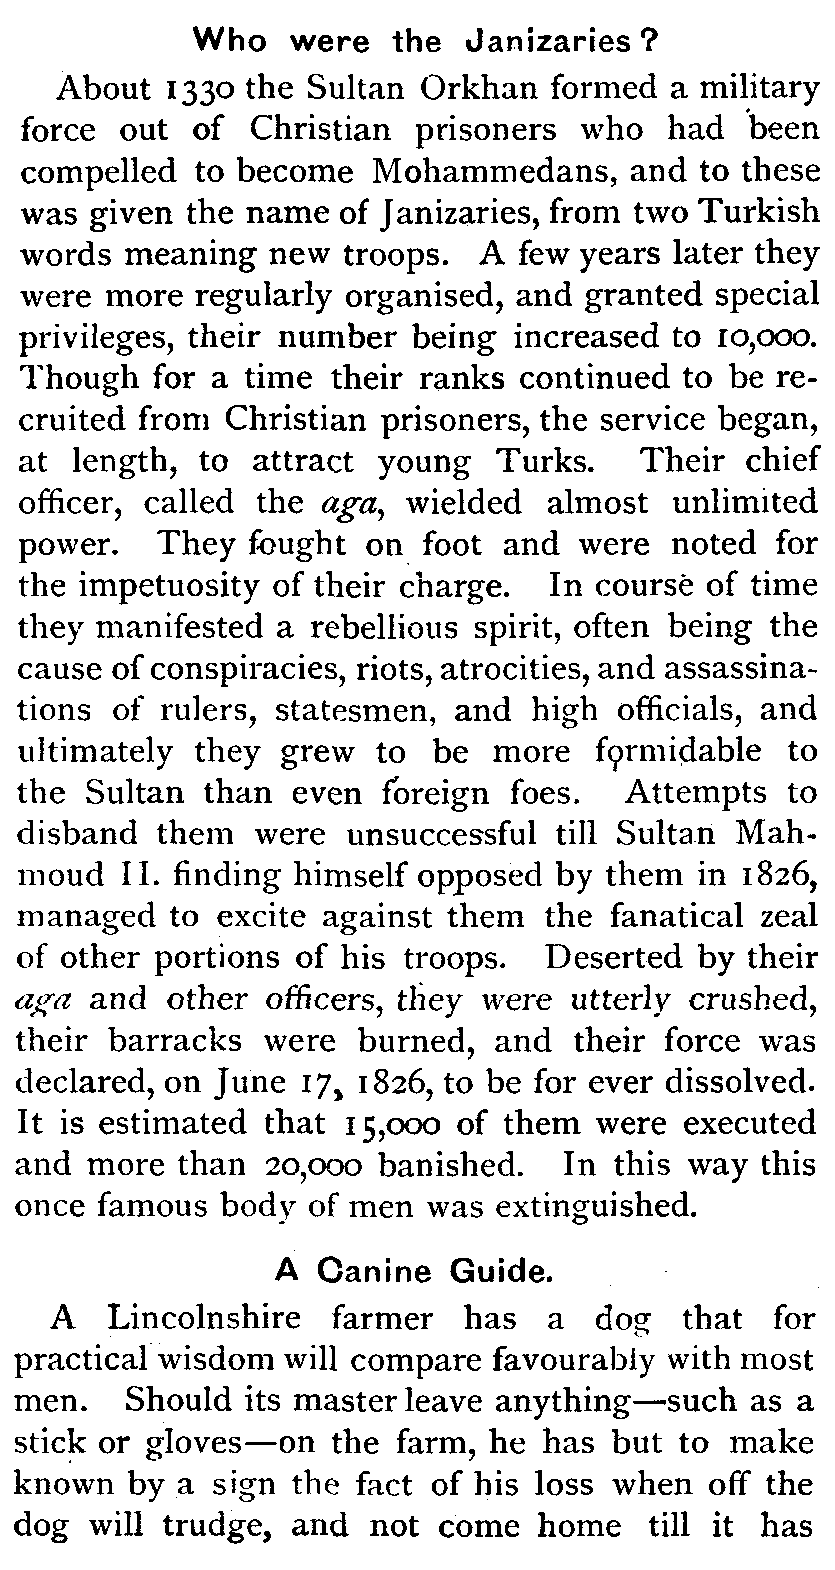 Who were the Janizaries?
About 1330 the Sultan Orkhan formed a military
force out of Christian prisoners who had been
compelled to become Mohammedans, and to these
was given the name of Janizaries, from two Turkish
words meaning new troops. A few years later they
were more regularly organised, and granted special
privileges, their number being increased to 10,000.
Though for a time their ranks continued to be re-
cruited from Christian prisoners, the service began,
at length, to attract young Turks. Their chief
officer, called the aga, wielded almost unlimited
power. They fought on foot and were noted for
the impetuosity of their charge. In course of time
they manifested a rebellious spirit, often being the
cause of conspiracies, riots, atrocities, and assassina-
tions of rulers, statesmen, and high officials, and
ultimately they grew to be more formidable to
the Sultan than even foreign foes. Attempts to
disband them were unsuccessful till Sultan Mah-
moud II. finding himself opposed by them in 1826,
managed to excite against them the fanatical zeal
of other portions of his troops. Deserted by their
aga and other officers, they were utterly crushed,
their barracks were burned, and their force was
declared, on June 17, 1826, to be for ever dissolved.
It is estimated that 15,000 of them were executed
and more than 20,000 banished. In this way this
once famous body of men was extinguished.
A Canine Guide.
A Lincolnshire farmer has a dog that for
practical wisdom will compare favourably with most
men. Should its master leave anything—such as a
stick or gloves—on the farm, he has but to make
known by a sign the fact of his loss when off the
dog will trudge, and not come home till it has